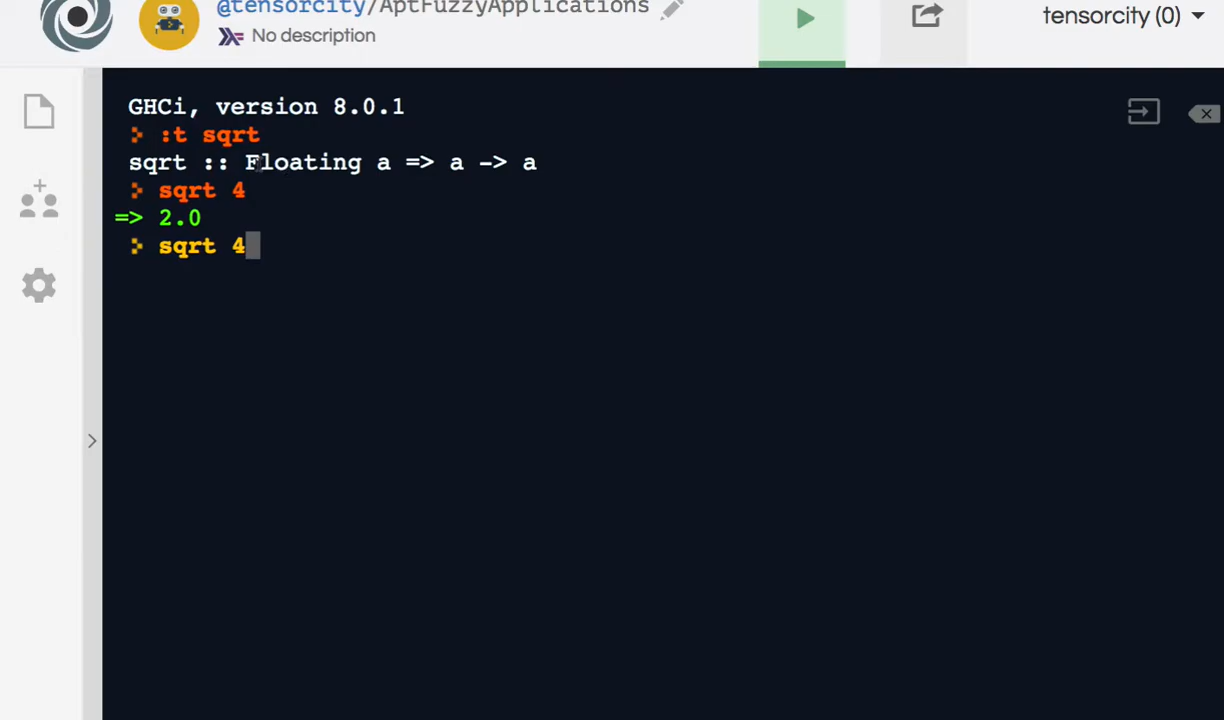 @tensorcity/AptFuzzyApplications
No description
tensorcity (0)
GHCi, version 8.0.1
:t sqrt
sqrt :: Floating a => a -> a
sqrt 4
=> 2.0
sqrt 4